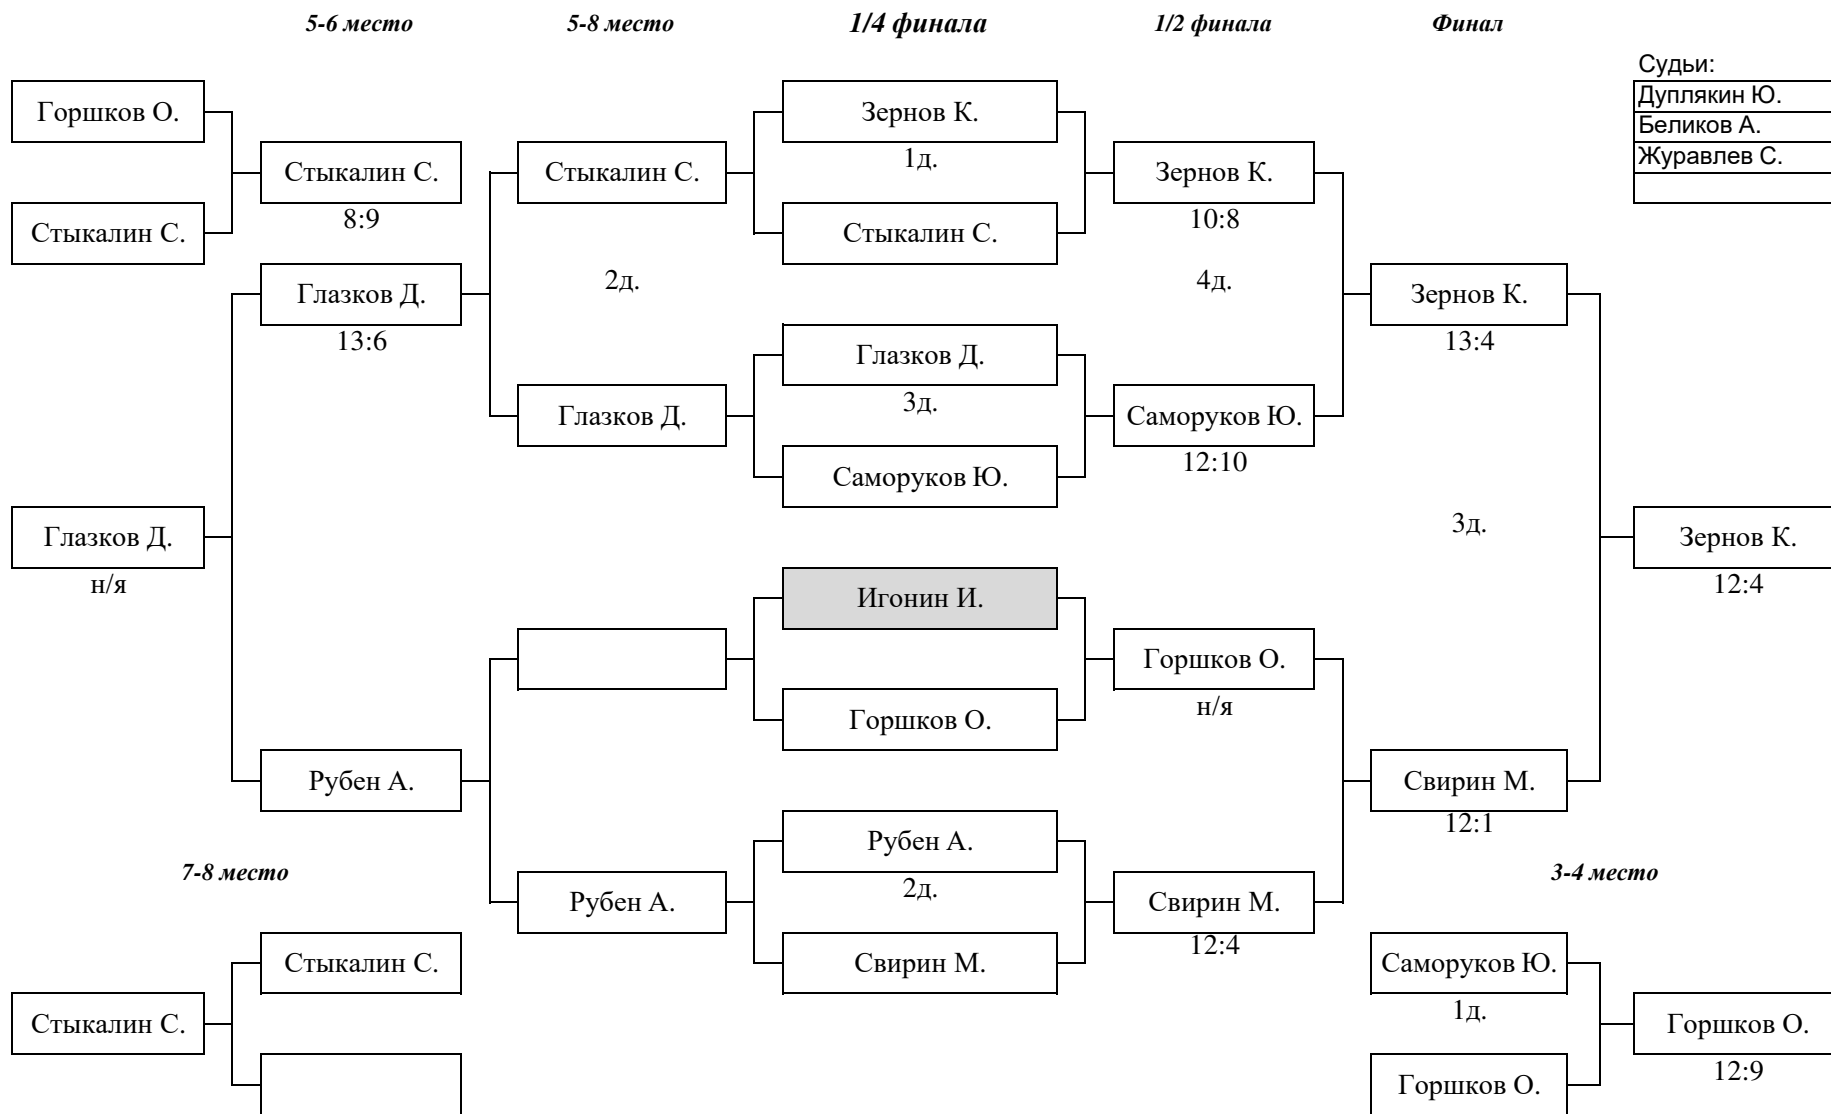 5-6 место 5-8 место 1/4 финала 1/2 финала Финал
Судьи:
Горшков О. Зернов К. Дуплякин Ю.
Беликов А.
1д. Журавлев С.
Стыкалин С. Стыкалин С. Зернов К.
8:9 10:8
Стыкалин С. Стыкалин С.
2д. 4д.
Глазков Д. Зернов К.
13:6 13:4
Глазков Д.
3д.
Глазков Д. Саморуков Ю.
12:10
Саморуков Ю.
3д.
Глазков Д. Зернов К.
н/я 12:4
Игонин И.
Горшков О.
н/я
Горшков О.
Рубен А. Свирин М.
12:1
Рубен А.
7-8 место 3-4 место
2д.
Рубен А. Свирин М.
12:4
Стыкалин С. Свирин М. Саморуков Ю.
1д.
Стыкалин С. Горшков О.
12:9
Горшков О.